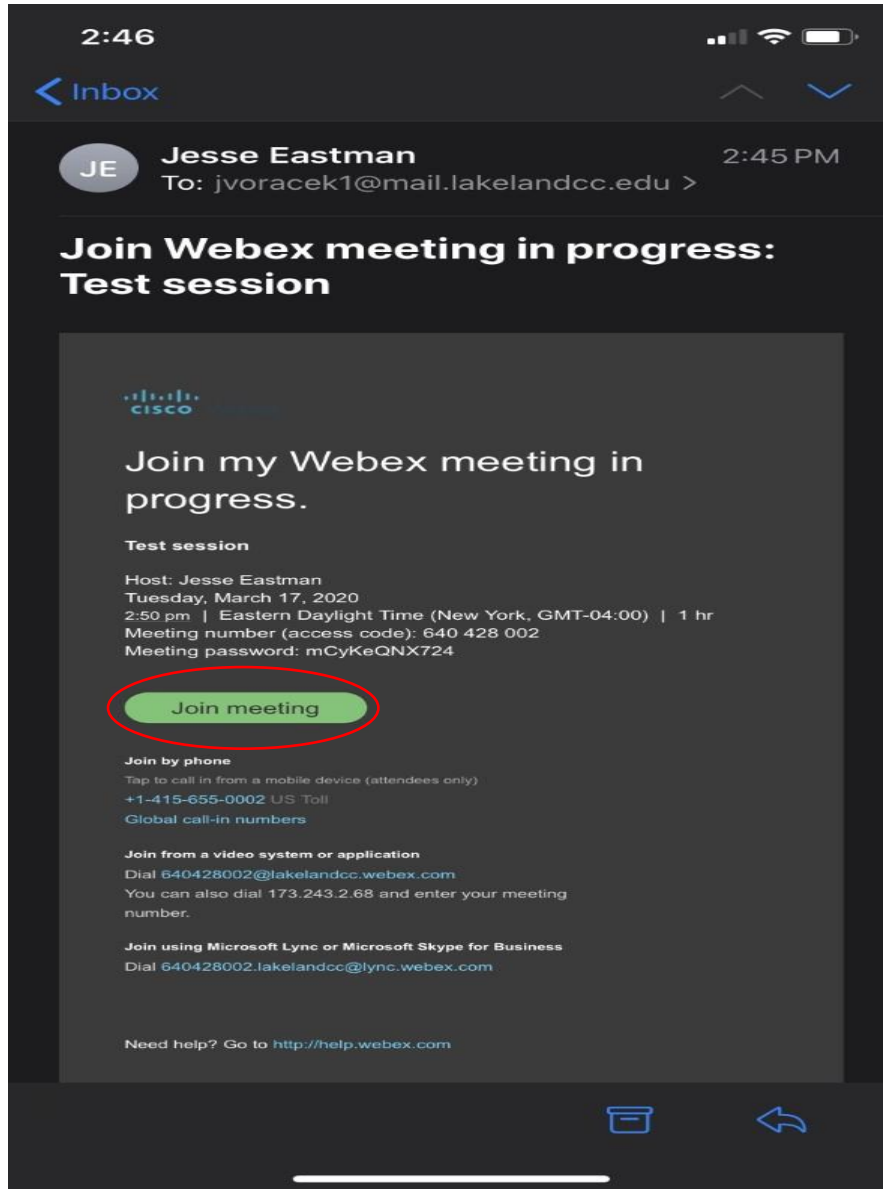 2:46
Inbox
JE
Jesse Eastman
2:45 PM
To: jvoracek1@mail.lakelandcc.edu >
Join Webex meeting in progress:
Test session
CISCO
Join my Webex meeting in
progress.
Test session
Host: Jesse Eastman
Tuesday, March 17, 2020
2:50 pm | Eastern Daylight Time (New York, GMT-04:00) | 1 hr
Meeting number (access code): 640 428 002
Meeting password: mCyKeQNX724
Join meeting
Join by phone
Tap to call in from a mobile device (attendees only)
+1-415-655-0002 US Toll
Global call-in numbers
Join from a video system or application
Dial 640428002@lakelandcc.webex.com
You can also dial 173.243.2.68 and enter your meeting
number.
Join using Microsoft Lync or Microsoft Skype for Business
Dial 640428002.lakelandcc@lync.webex.com
Need help? Go to http://help.webex.com